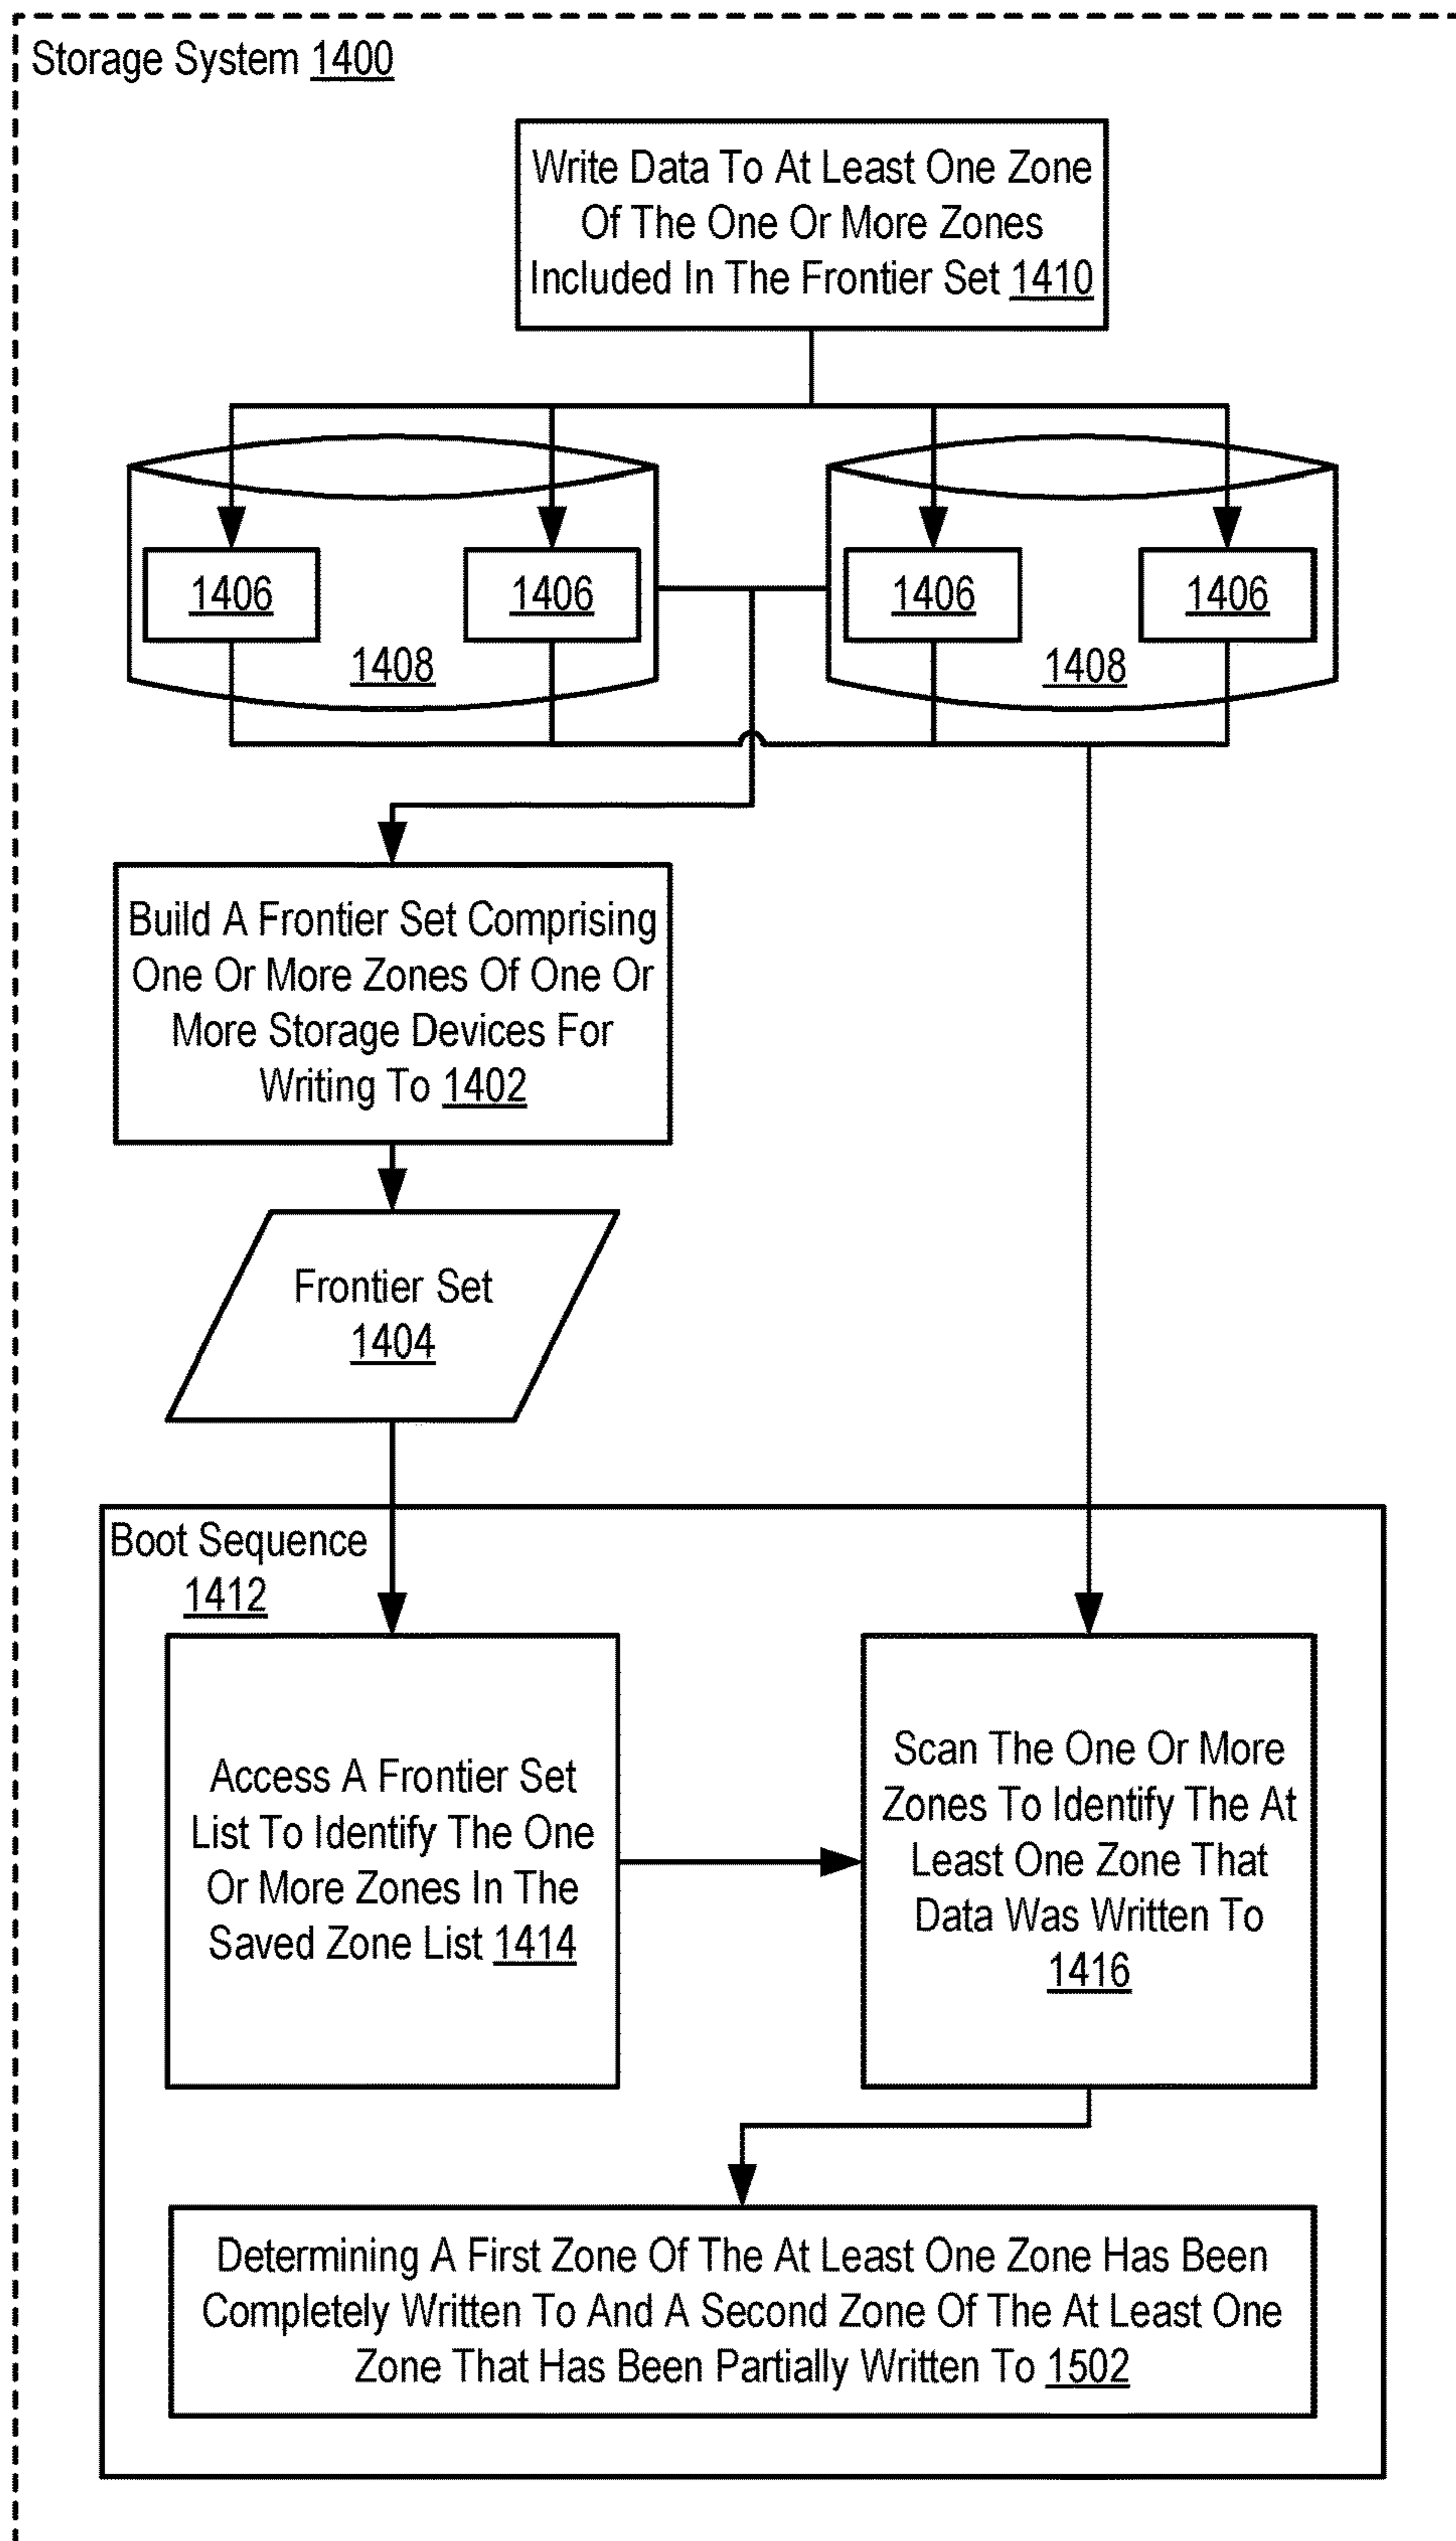 Storage System 1400
Write Data To At Least One Zone
Of The One Or More Zones
Included In The Frontier Set 1410
1406
1406
1406
1406
1408
1408
Build A Frontier Set Comprising
One Or More Zones Of One Or
More Storage Devices For
Writing To 1402
Frontier Set
1404
Boot Sequence
1412
Access A Frontier Set
List To Identify The One
Or More Zones In The
Saved Zone List 1414
Scan The One Or More
Zones To Identify The At
Least One Zone That
Data Was Written To
1416
Determining A First Zone Of The At Least One Zone Has Been
Completely Written To And A Second Zone Of The At Least One
Zone That Has Been Partially Written To 1502